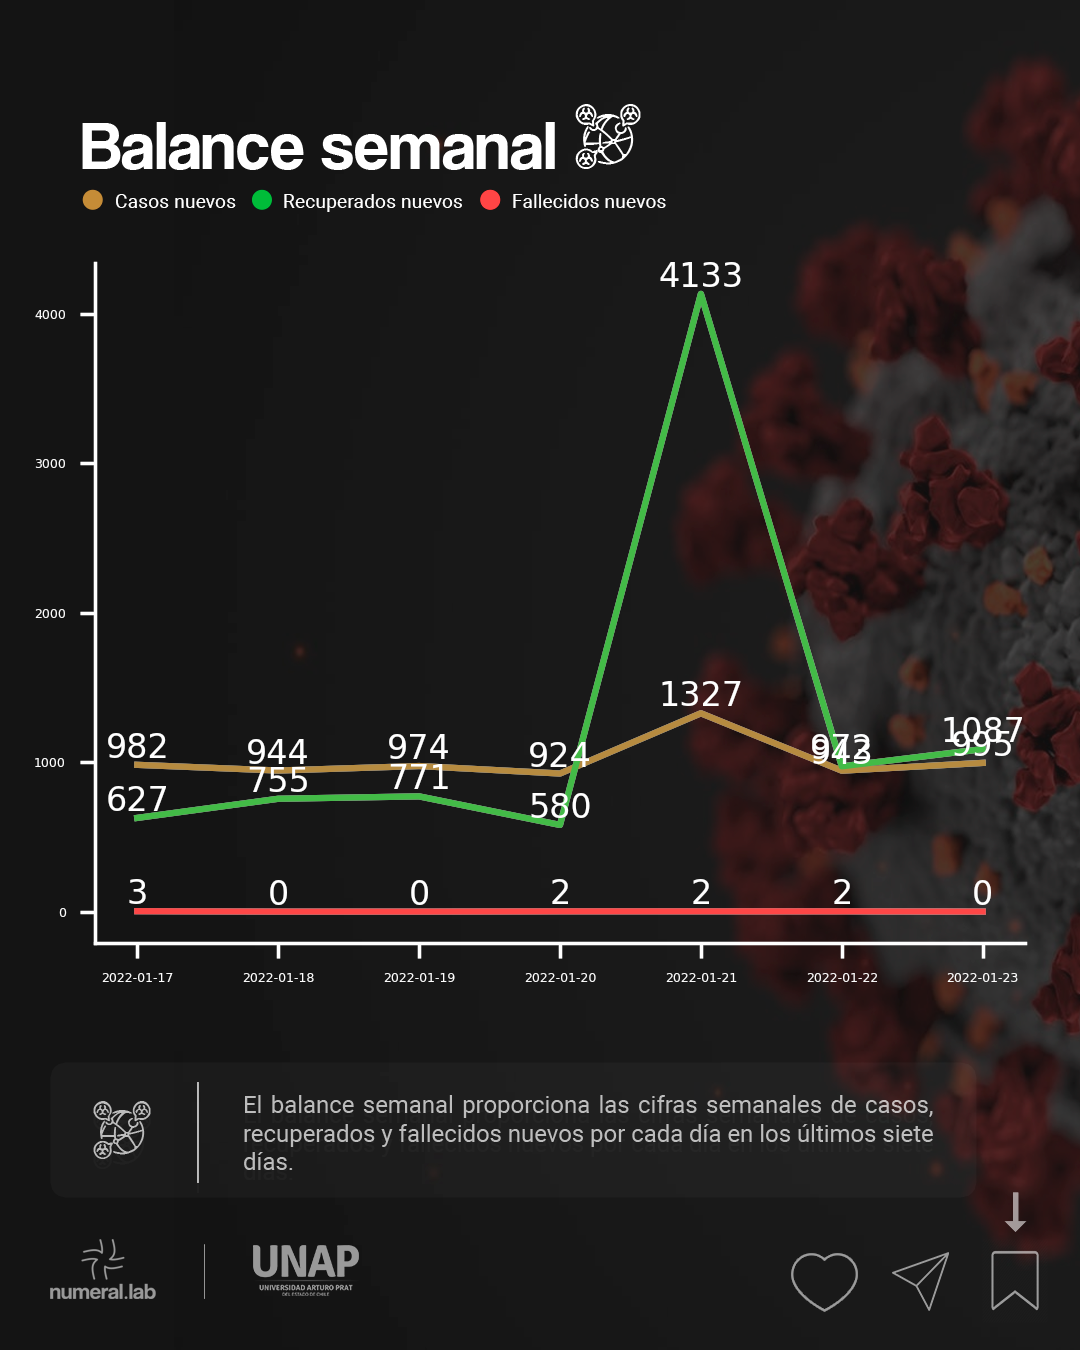 Balance semanal
Casos nuevos Recuperados nuevos Fallecidos nuevos
4133
4000
3000
2000
1327
1087
982 944 974 924 972 995
943
1000
627 755 771 580
3 0 0 2 2 2 0
0
2022-01-17 2022-01-18 2022-01-19 2022-01-20 2022-01-21 2022-01-22 2022-01-23
El balance semanal proporciona las cifras semanales de casos,
recuperados y fallecidos nuevos por cada día en los últimos siete
días.
numeral.lab
UNAP
UNIVERSIDAD ARTURO PRAT
DEL ESTADO DE CHILE